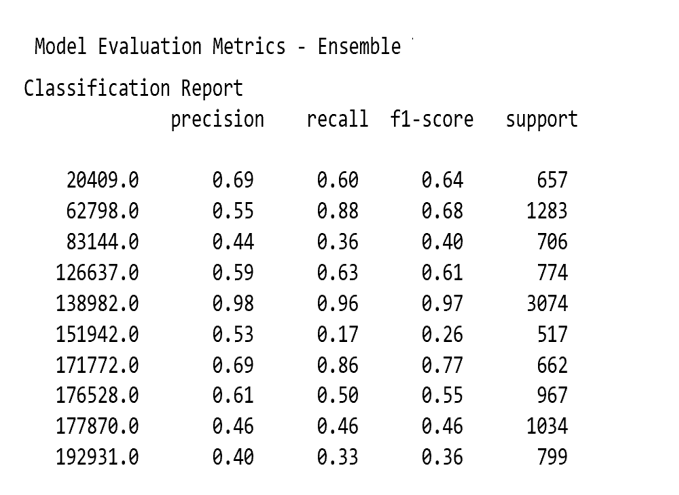 Model Evaluation Metrics - Ensemble
Classification Report
precision recall f1-score support
20409.0 0.69 0.60 0.64 657
62798.0 0.55 0.88 0.68 1283
83144.0 0.44 0.36 0.40 706
126637.0 0.59 0.63 0.61 774
138982.0 0.98 0.96 0.97 3074
151942.0 0.53 0.17 0.26 517
171772.0 0.69 0.86 0.77 662
176528.0 0.61 0.50 0.55 967
177870.0 0.46 0.46 0.46 1034
192931.0 0.40 0.33 0.36 799